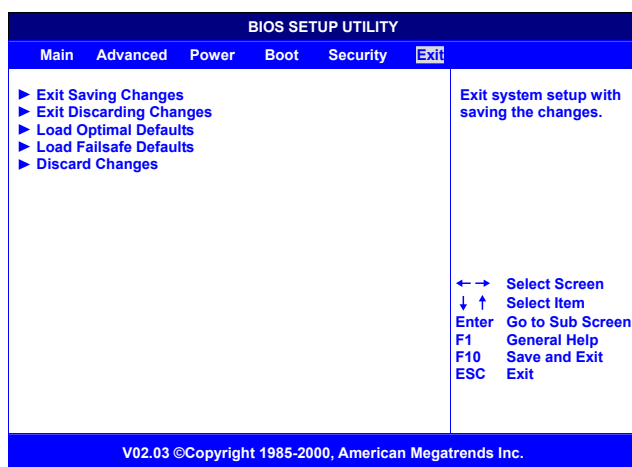 BIOS SETUP UTILITY
Main Advanced Power Boot Security Exit
► Exit Saving Changes
► Exit Discarding Changes
► Load Optimal Defaults
► Load Failsafe Defaults
► Discard Changes
Exit system setup with
saving the changes.
← → Select Screen
↓ ↑ Select Item
Enter Go to Sub Screen
F1 General Help
F10 Save and Exit
ESC Exit
V02.03 ©Copyright 1985-2000, American Megatrends Inc.